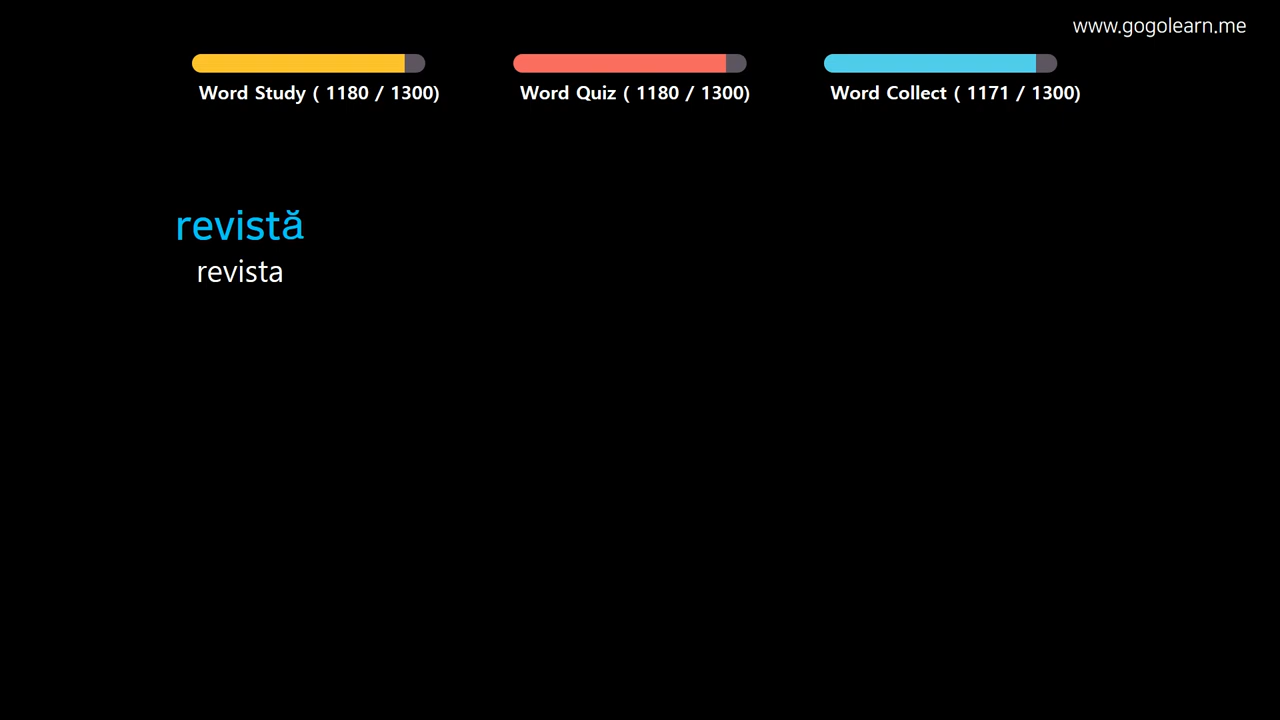 www.gogolearn.me
Word Study ( 1180 / 1300)
Word Quiz ( 1180 / 1300)
Word Collect ( 1171 / 1300)
revistă
revista